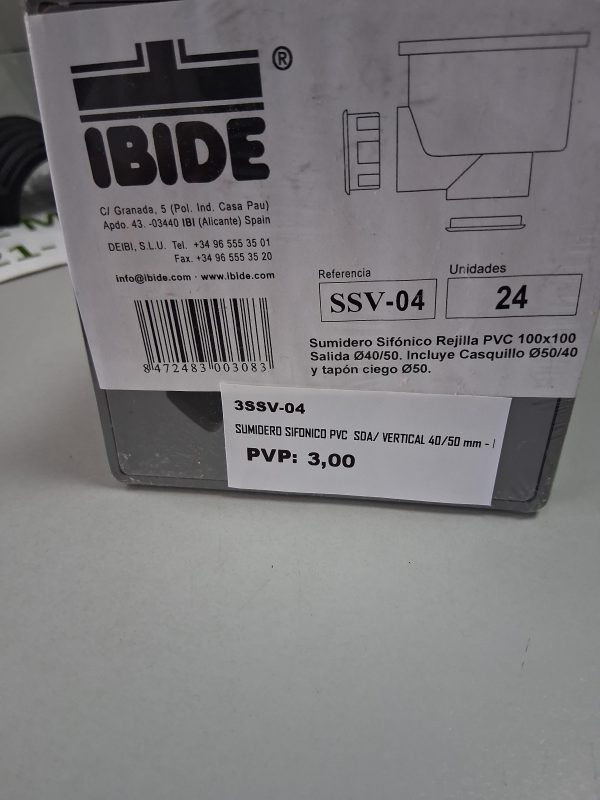 IBIDE®
C/ Granada, 5 (Pol. Ind. Casa Pau)
Apdo. 43. -03440 IBI (Alicante) Spain
DEIBI, S.L.U. Tel. +34 96 555 35 01
Fax. +34 96 555 35 20
info@ibide.com · www.ibide.com
8 472483 003083
Referencia
SSV-04
Unidades
24
Sumidero Sifónico Rejilla PVC 100x100
Salida Ø40/50. Incluye Casquillo Ø50/40
y tapón ciego Ø50.
3SSV-04
SUMIDERO SIFONICO PVC SDA/ VERTICAL 40/50 mm -
PVP: 3,00